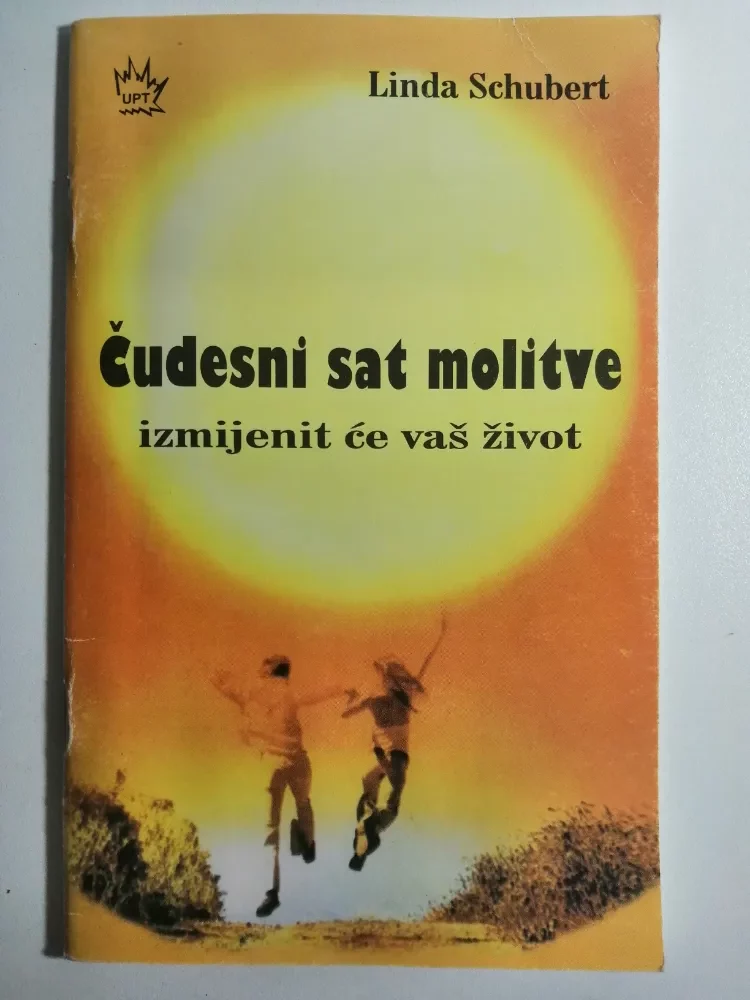 UPT
Linda Schubert
Čudesni sat molitve
izmijenit će vaš život